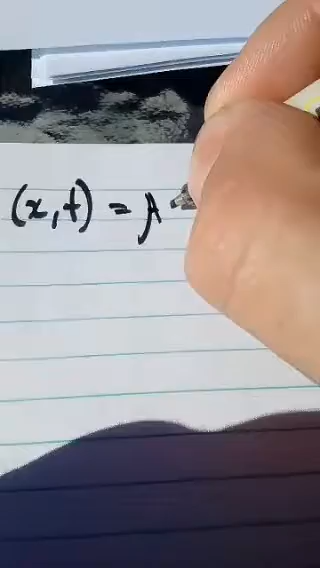 (x,t) = A